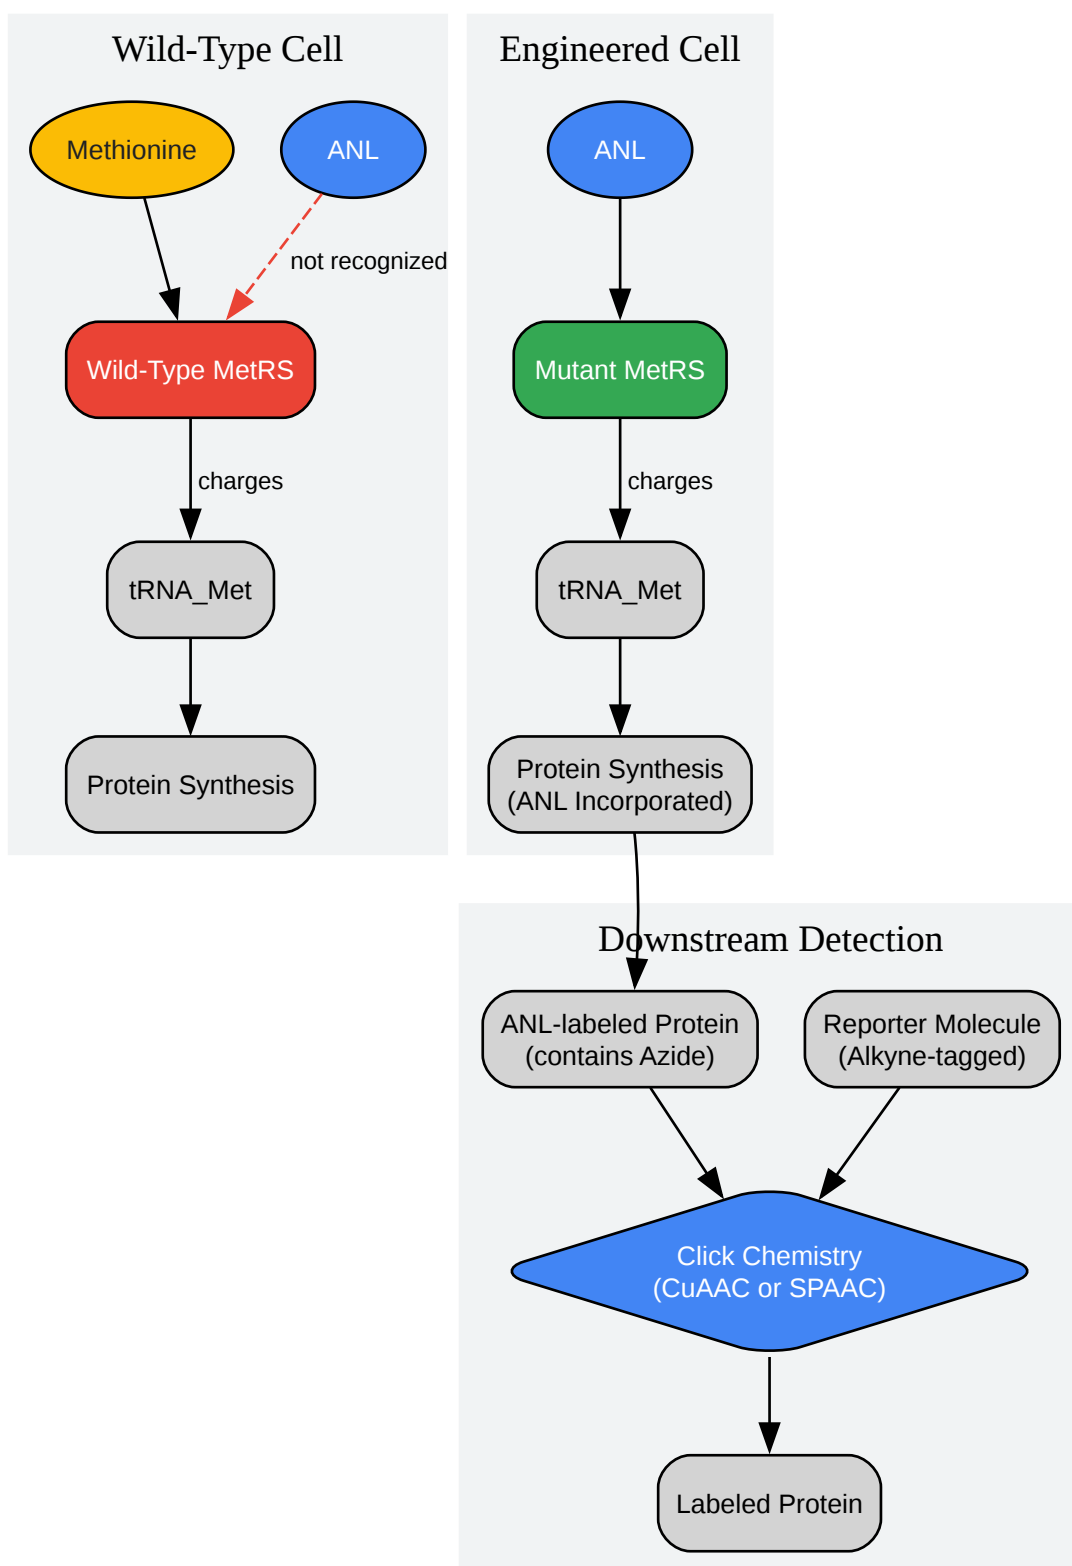 Wild-Type Cell
Methionine
ANL
not recognized
Wild-Type MetRS
charges
tRNA_Met
Protein Synthesis
Engineered Cell
ANL
Mutant MetRS
charges
tRNA_Met
Protein Synthesis
(ANL Incorporated)
Downstream Detection
ANL-labeled Protein
(contains Azide)
Reporter Molecule
(Alkyne-tagged)
Click Chemistry
(CuAAC or SPAAC)
Labeled Protein